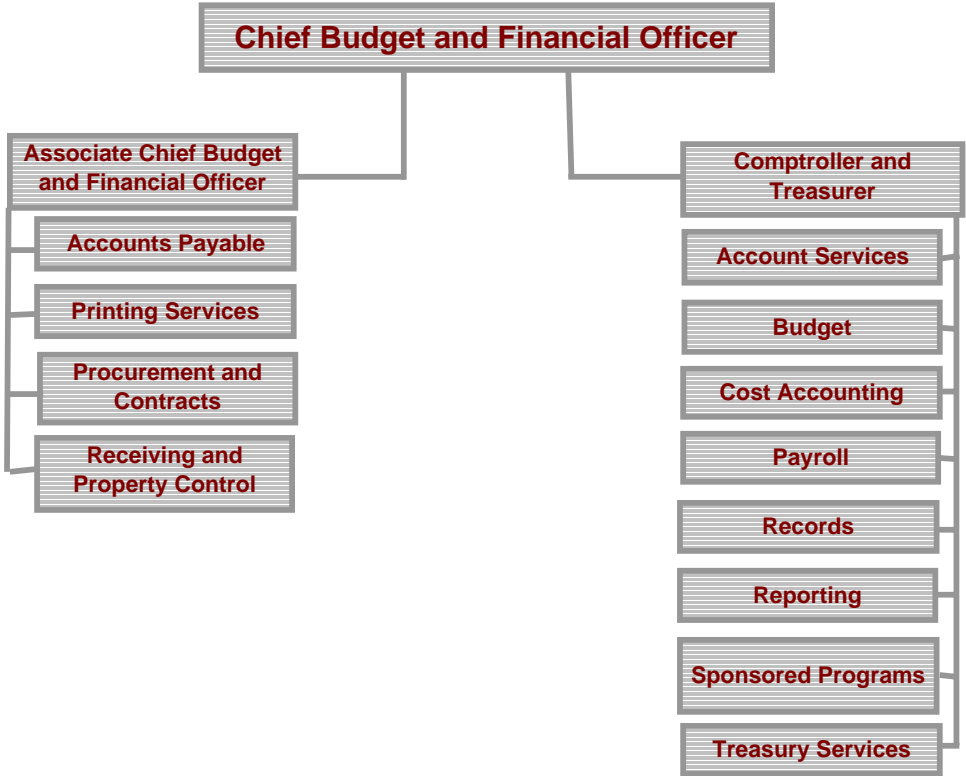 Chief Budget and Financial Officer
Associate Chief Budget
and Financial Officer
Accounts Payable
Printing Services
Procurement and
Contracts
Receiving and
Property Control
Comptroller and
Treasurer
Account Services
Budget
Cost Accounting
Payroll
Records
Reporting
Sponsored Programs
Treasury Services